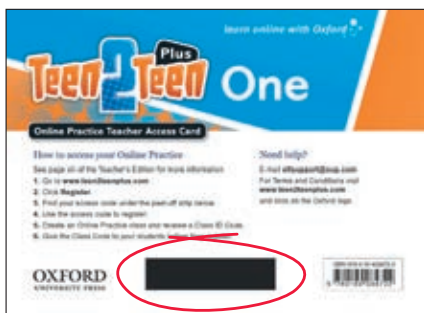 learn online with Oxford
Plus
Teen2Teen One
Online Practice Teacher Access Card
How to access your Online Practice
See page xii of the Teacher's Edition for more information
1. Go to www.teen2teenplus.com
2. Click Register.
3. Find your access code under the peel-off strip below.
4. Use the access code to register.
5. Create an Online Practice class and receive a Class ID Code.
6. Give the Class Code to your students
Need help?
E-mail eltsupport@oup.com
For Terms and Conditions visit
www.teen2teenplus.com
and click on the Oxford logo.
OXFORD
UNIVERSITY PRESS